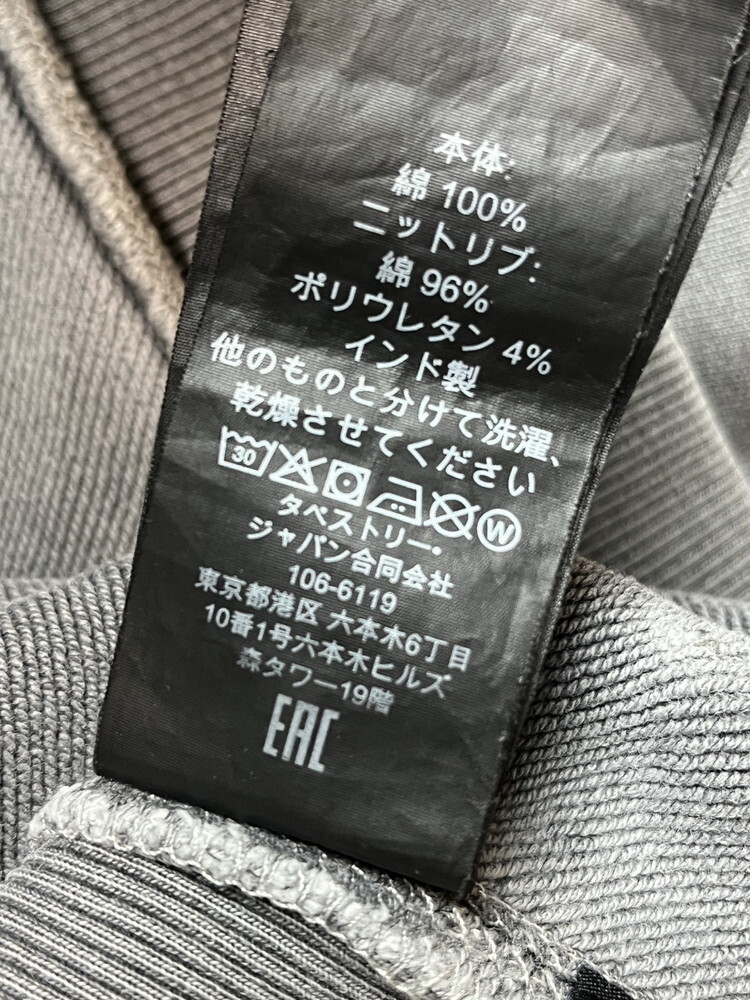 本体:
綿 100%
ニットリブ:
綿 96%
ポリウレタン 4%
インド製
他のものと分けて洗濯、
乾燥させてください
30 W
タペストリー・
ジャパン合同会社
106-6119
東京都港区 六本木6丁目
10番1号六本木ヒルズ
森タワー19階
EAC